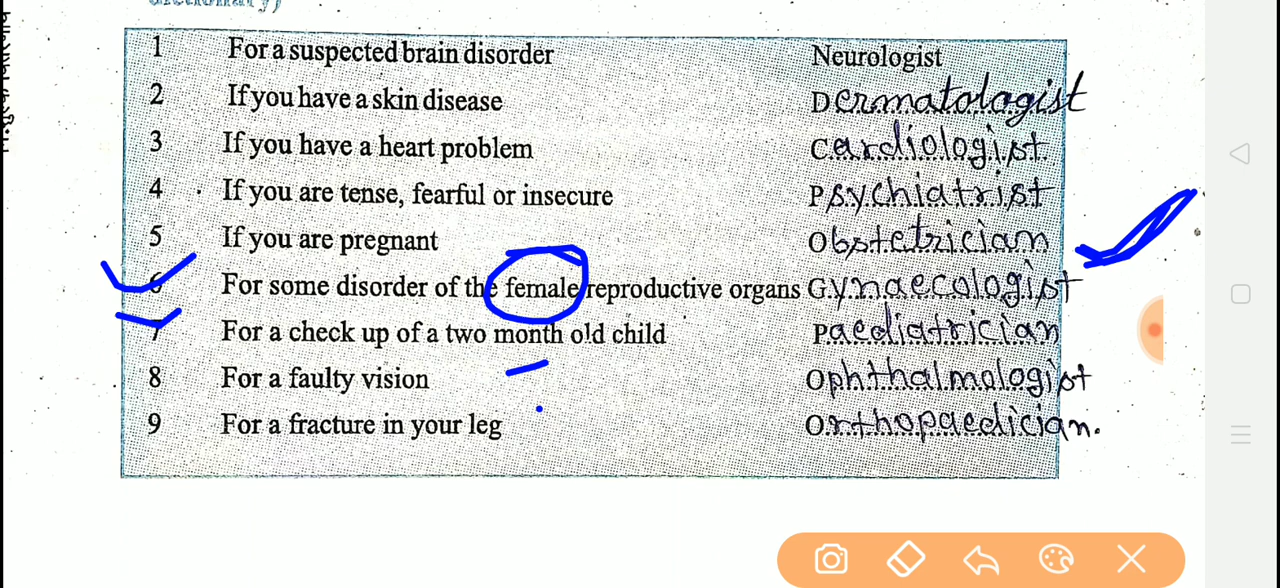 1 For a suspected brain disorder Neurologist
2 If you have a skin disease Dermatologist
3 If you have a heart problem Cardiologist
4 If you are tense, fearful or insecure Psychiatrist
5 If you are pregnant Obstetrician
6 For some disorder of the female reproductive organs Gynaecologist
7 For a check up of a two month old child Paediatrician
8 For a faulty vision Ophthalmologist
9 For a fracture in your leg Orthopaedician.